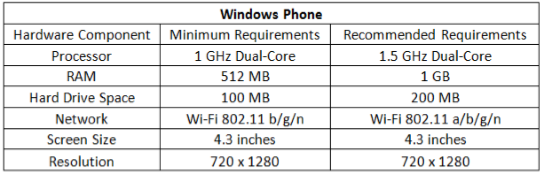 Windows Phone
Hardware Component Minimum Requirements Recommended Requirements
Processor 1 GHz Dual-Core 1.5 GHz Dual-Core
RAM 512 MB 1 GB
Hard Drive Space 100 MB 200 MB
Network Wi-Fi 802.11 b/g/n Wi-Fi 802.11 a/b/g/n
Screen Size 4.3 inches 4.3 inches
Resolution 720 x 1280 720 x 1280